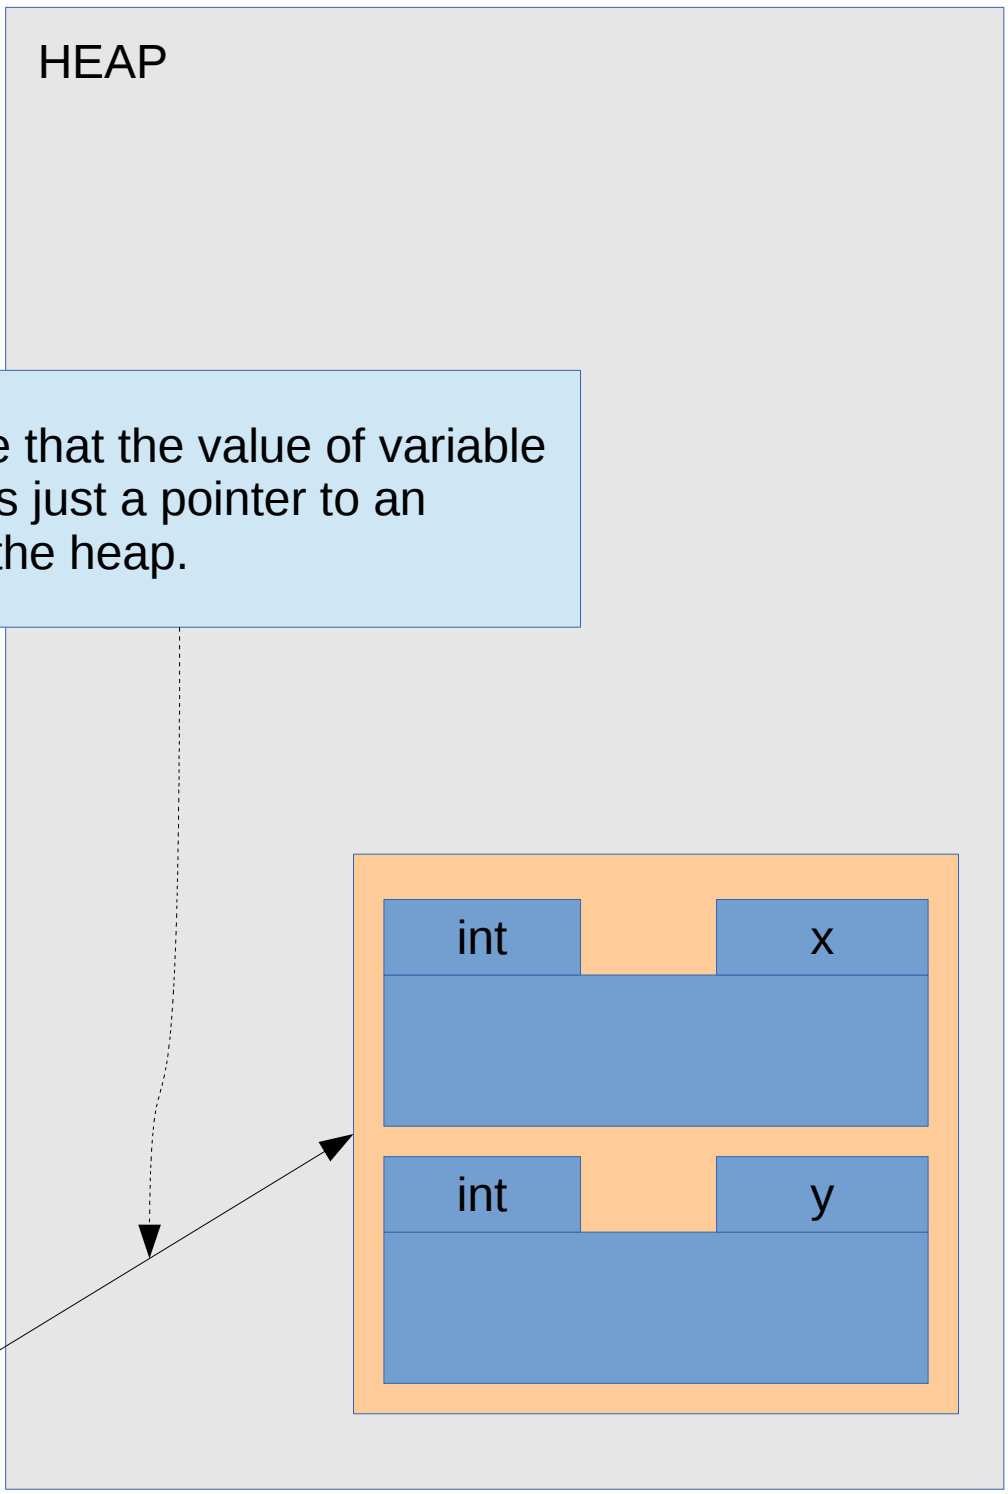 HEAP
e that the value of variable
s just a pointer to an
the heap.
int x
int y